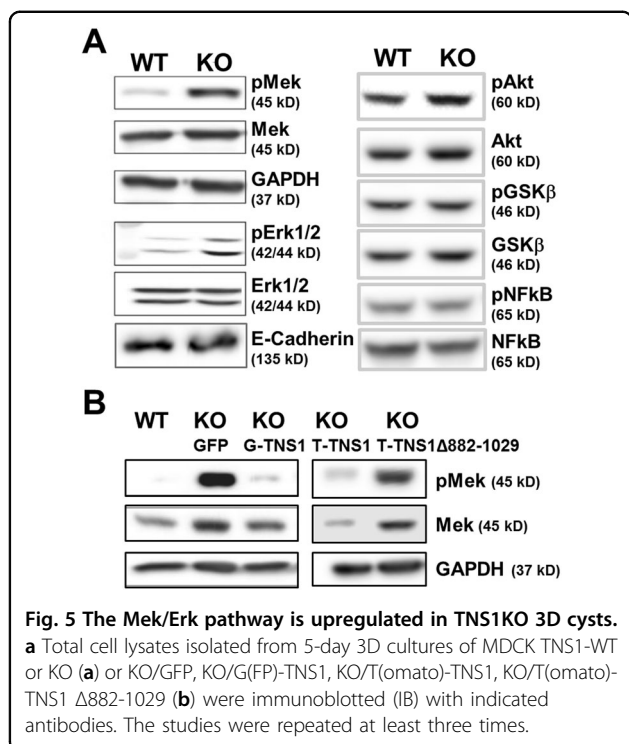 A
WT KO
pMek
(45 kD)
Mek
(45 kD)
GAPDH
(37 kD)
pErk1/2
(42/44 kD)
Erk1/2
(42/44 kD)
E-Cadherin
(135 kD)
WT KO
pAkt
(60 kD)
Akt
(60 kD)
pGSKβ
(46 kD)
GSKβ
(46 kD)
pNFkB
(65 kD)
NFkB
(65 kD)
B
WT KO KO KO KO
GFP G-TNS1 T-TNS1 T-TNS1Δ882-1029
pMek (45 kD)
Mek (45 kD)
GAPDH (37 kD)
Fig. 5 The Mek/Erk pathway is upregulated in TNS1KO 3D cysts.
a Total cell lysates isolated from 5-day 3D cultures of MDCK TNS1-WT
or KO (a) or KO/GFP, KO/G(FP)-TNS1, KO/T(omato)-TNS1, KO/T(omato)-
TNS1 Δ882-1029 (b) were immunoblotted (IB) with indicated
antibodies. The studies were repeated at least three times.